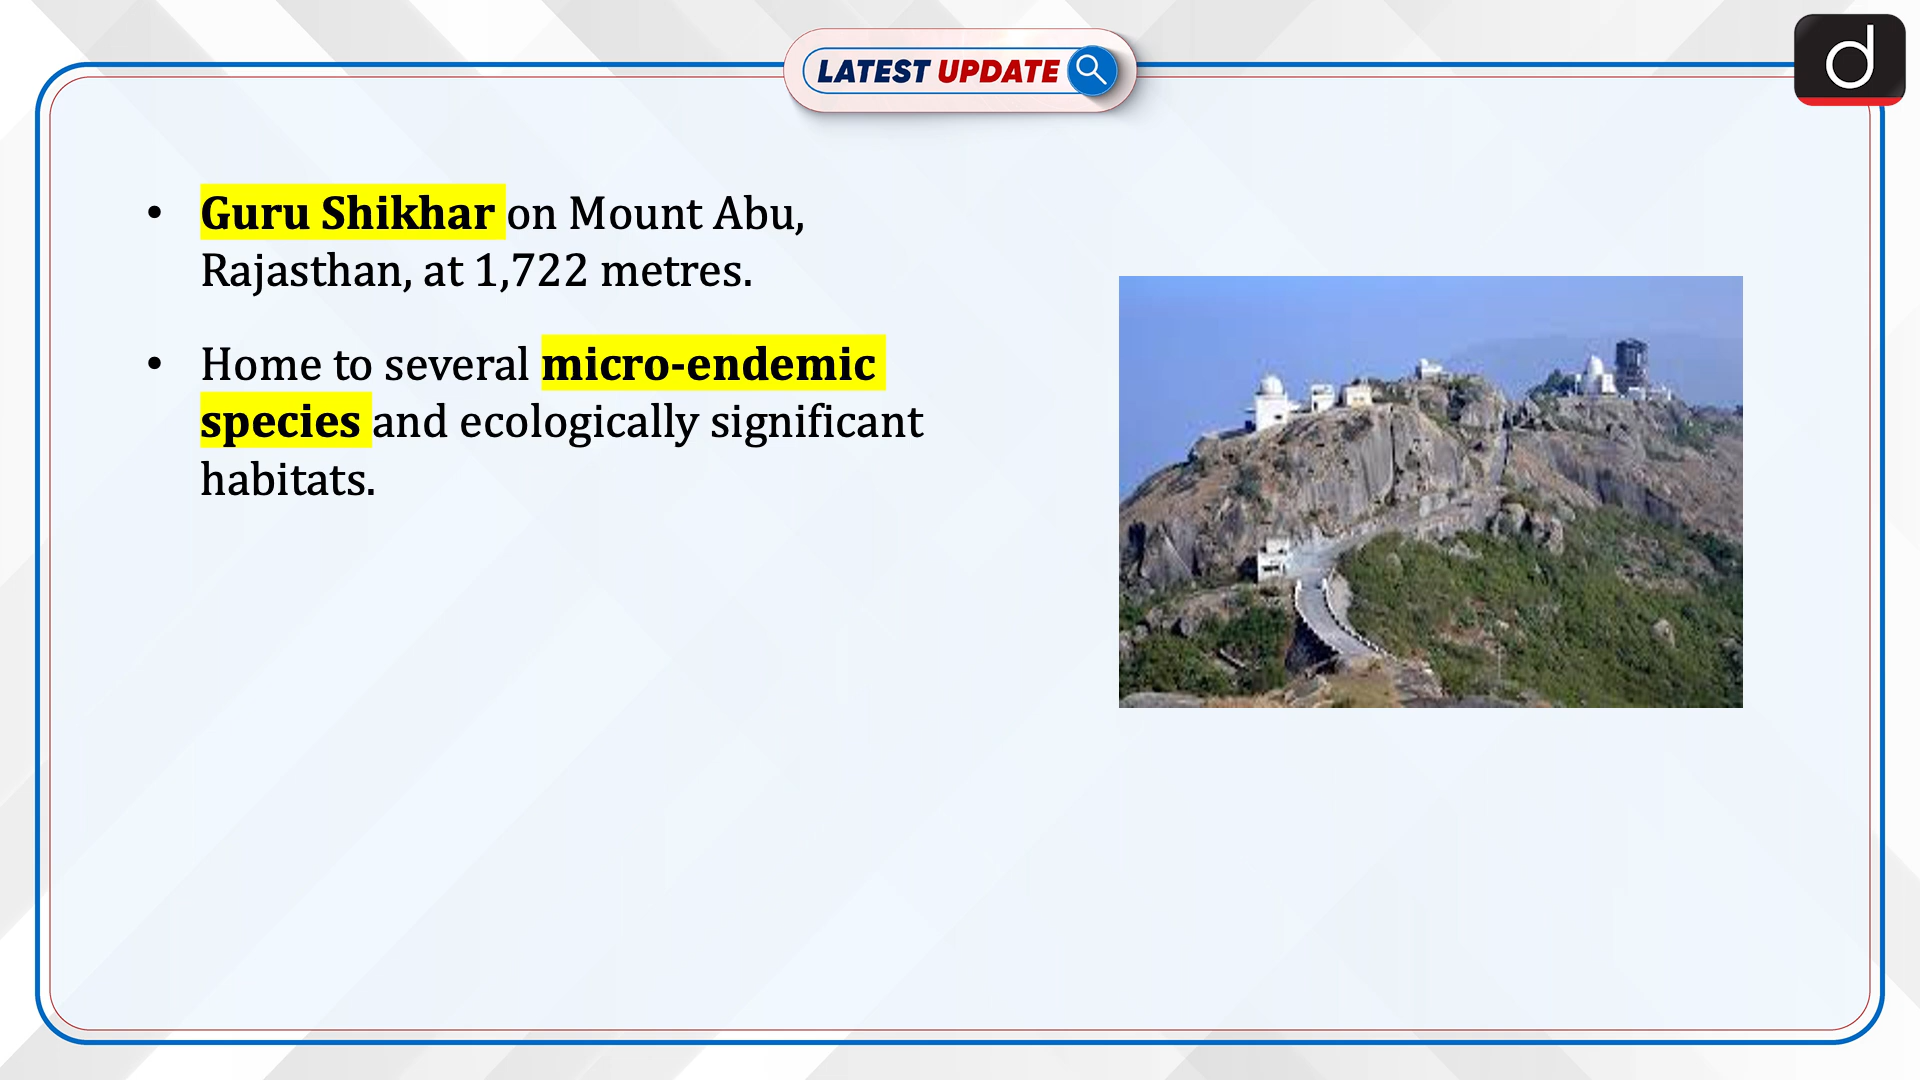 LATEST UPDATE
d
• Guru Shikhar on Mount Abu,
Rajasthan, at 1,722 metres.
• Home to several micro-endemic
species and ecologically significant
habitats.